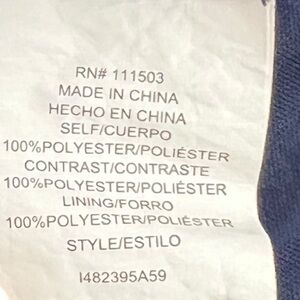 RN# 111503
MADE IN CHINA
HECHO EN CHINA
SELF/CUERPO
100%POLYESTER/POLIÉSTER
CONTRAST/CONTRASTE
100%POLYESTER/POLIÉSTER
LINING/FORRO
100%POLYESTER/POLIÉSTER
STYLE/ESTILO
I482395A59